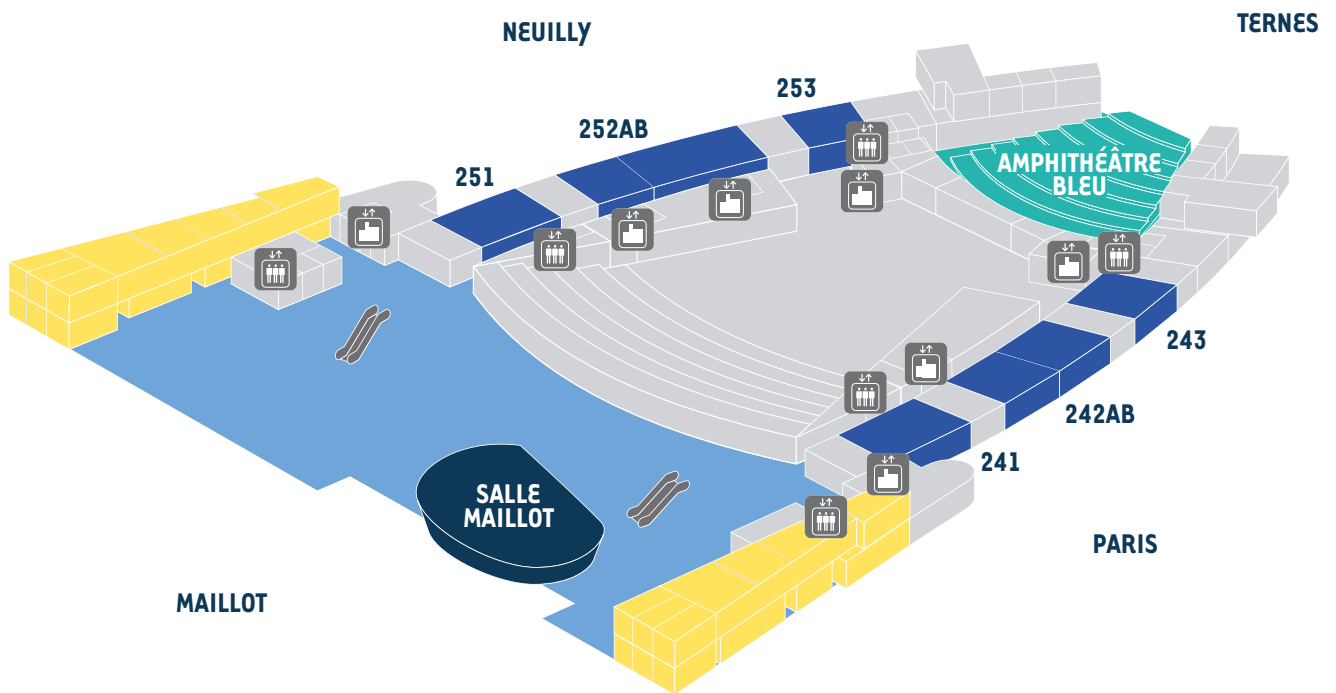 NEUILLY
TERNES
253
252AB
251
AMPHITHÉÂTRE
BLEU
243
242AB
241
SALLE
MAILLOT
PARIS
MAILLOT